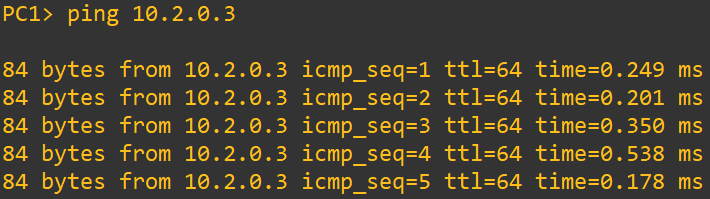 PC1> ping 10.2.0.3
84 bytes from 10.2.0.3 icmp_seq=1 ttl=64 time=0.249 ms
84 bytes from 10.2.0.3 icmp_seq=2 ttl=64 time=0.201 ms
84 bytes from 10.2.0.3 icmp_seq=3 ttl=64 time=0.350 ms
84 bytes from 10.2.0.3 icmp_seq=4 ttl=64 time=0.538 ms
84 bytes from 10.2.0.3 icmp_seq=5 ttl=64 time=0.178 ms